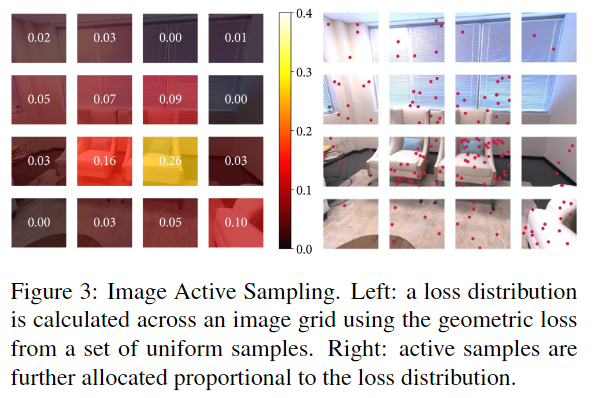 0.02 0.03 0.00 0.01
0.05 0.07 0.09 0.00
0.03 0.16 0.26 0.03
0.00 0.03 0.05 0.10
0.4
0.3
0.2
0.1
0.0
Figure 3: Image Active Sampling. Left: a loss distribution
is calculated across an image grid using the geometric loss
from a set of uniform samples. Right: active samples are
further allocated proportional to the loss distribution.